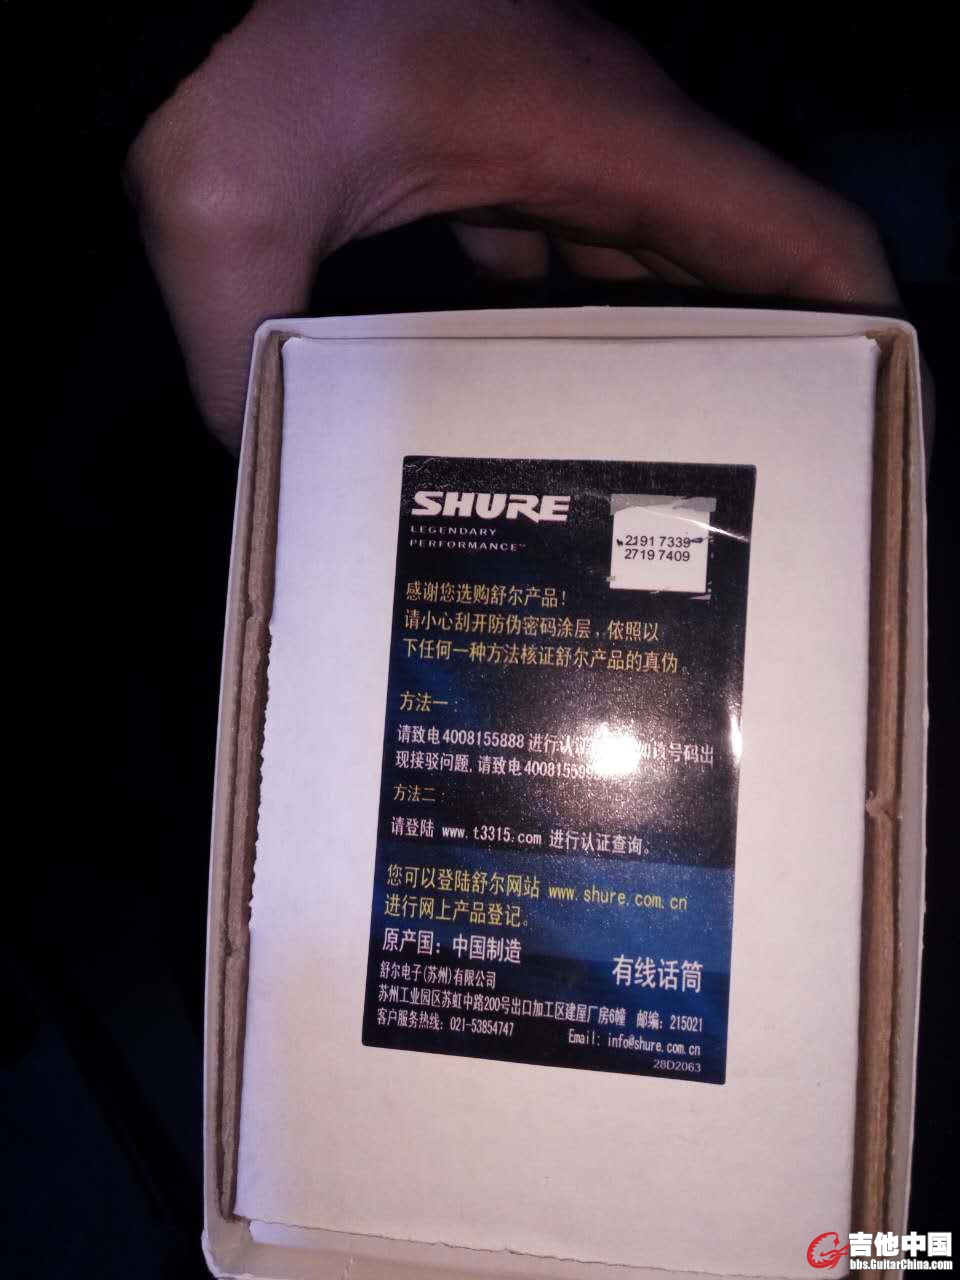 SHURE
LEGENDARY
PERFORMANCE™
2191 7339
2719 7409
感谢您选购舒尔产品!
请小心刮开防伪密码涂层，依照以
下任何一种方法核证舒尔产品的真伪。
方法一:
请致电4008155888进行认证 如该号码出
现接驳问题,请致电
方法二:
请登陆 www.t3315.com 进行认证查询。
您可以登陆舒尔网站 www.shure.com.cn
进行网上产品登记。
原产国: 中国制造
有线话筒
舒尔电子(苏州)有限公司
苏州工业园区苏虹中路200号出口加工区建屋厂房6幢 邮编: 215021
客户服务热线: 021-53854747
Email: info@shure.com.cn
28D2063
吉他中国
bbs.GuitarChina.com